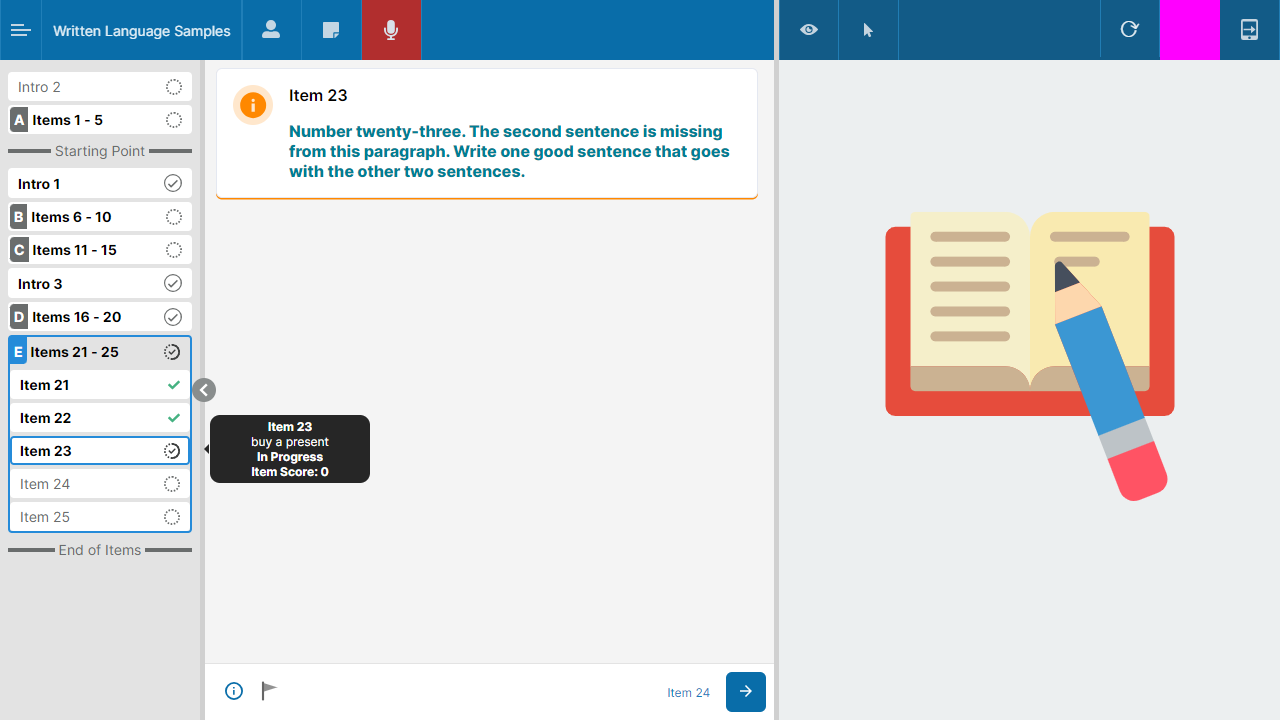 Written Language Samples
Intro 2
A Items 1 - 5
Starting Point
Intro 1
B Items 6 - 10
C Items 11 - 15
Intro 3
D Items 16 - 20
E Items 21 - 25
Item 21
Item 22
Item 23
Item 24
Item 25
End of Items
Item 23
Number twenty-three. The second sentence is missing
from this paragraph. Write one good sentence that goes
with the other two sentences.
Item 23
buy a present
In Progress
Item Score: 0
Item 24